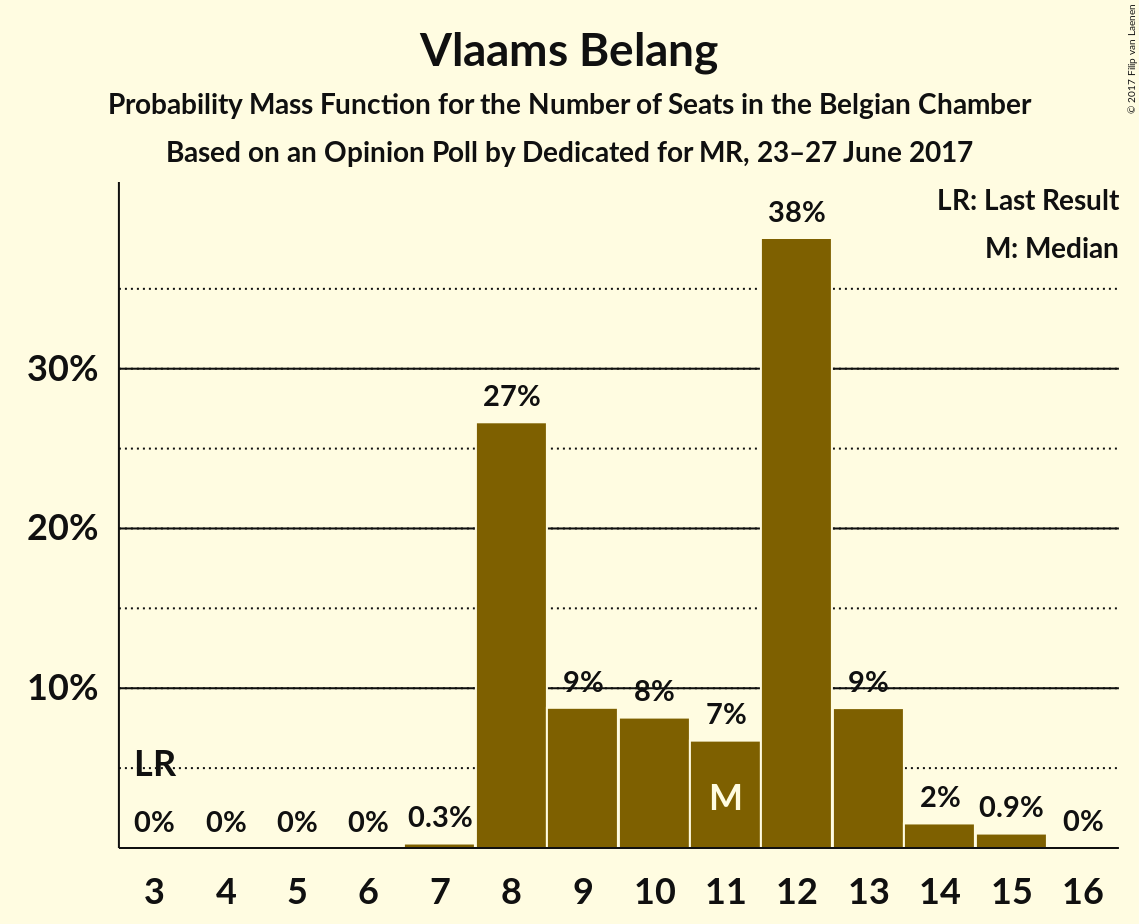 Vlaams Belang
Probability Mass Function for the Number of Seats in the Belgian Chamber
Based on an Opinion Poll by Dedicated for MR, 23–27 June 2017
© 2017 Filip van Laenen
LR: Last Result
M: Median
38%
30%
27%
20%
10%
9%
8%
7%
9%
LR
M
0%
0%
0%
0%
0.3%
2%
0.9%
0%
3 4 5 6 7 8 9 10 11 12 13 14 15 16